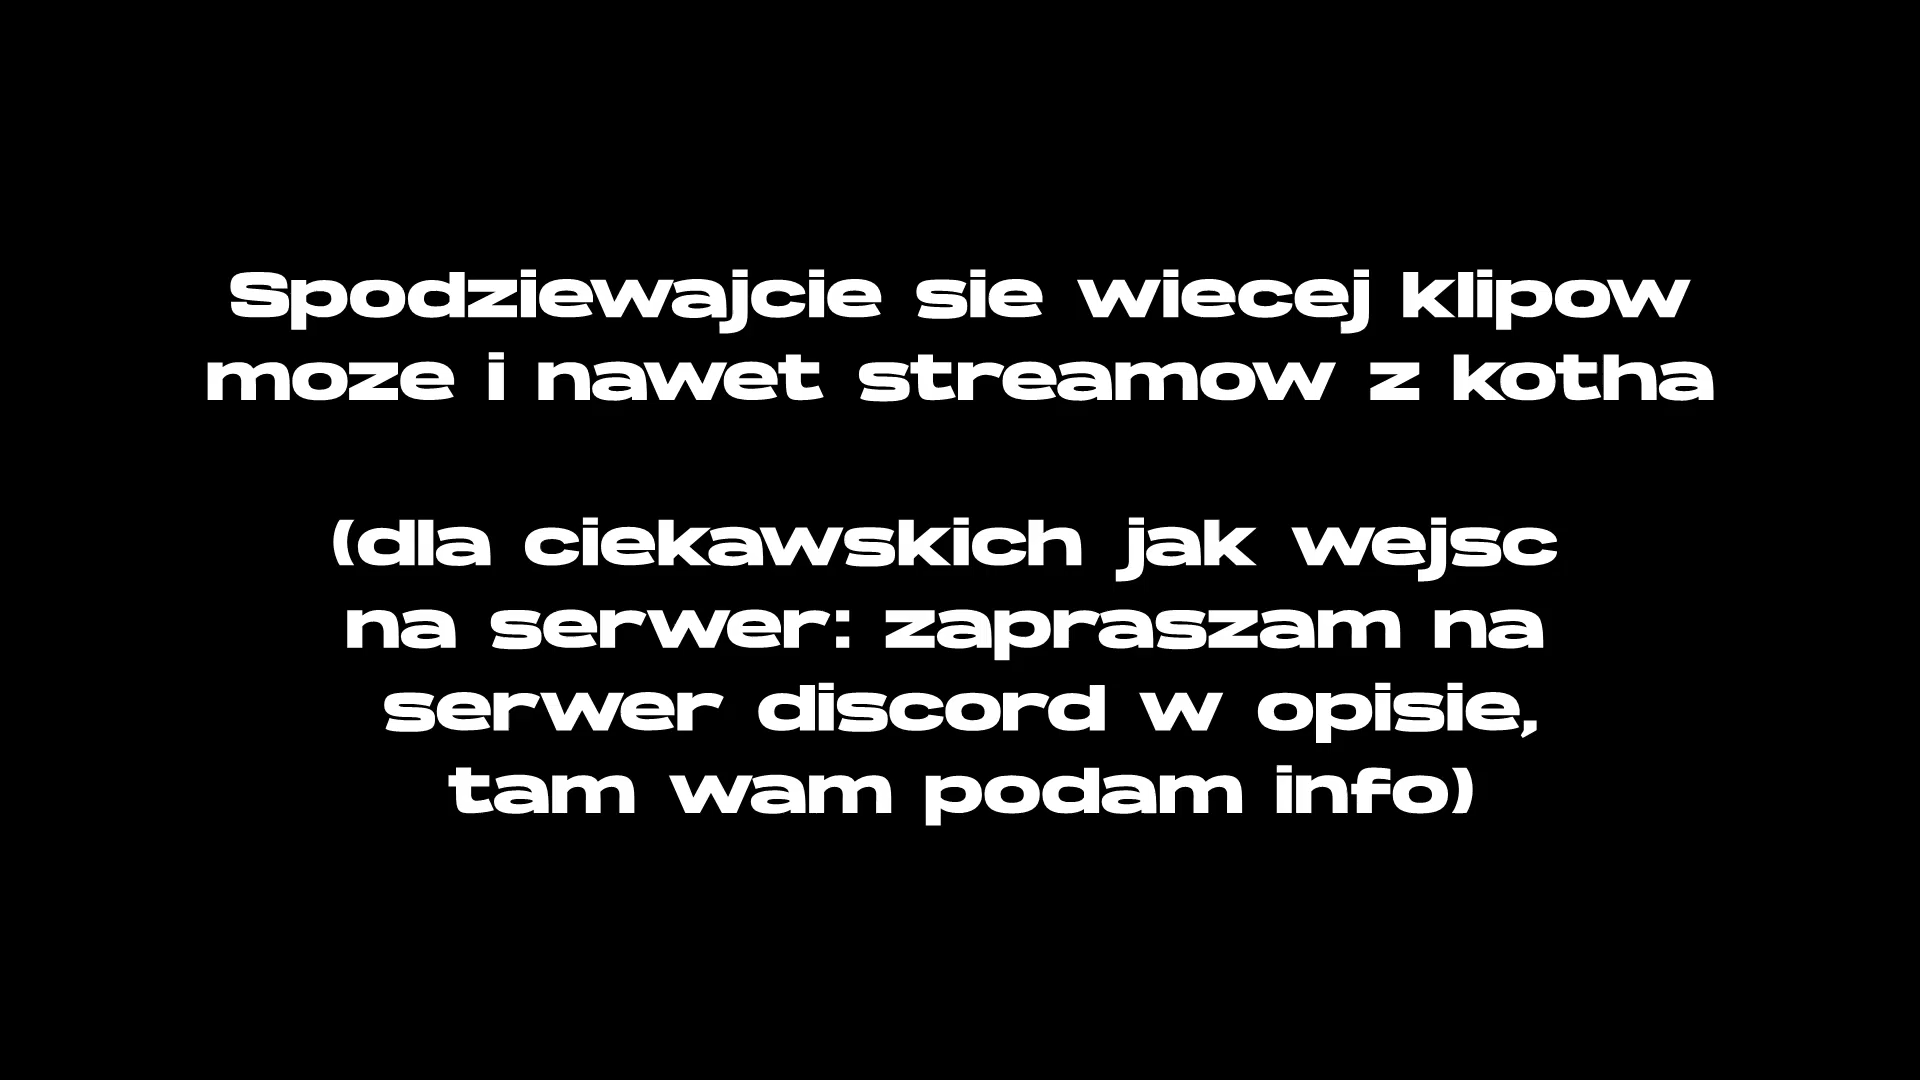 Spodziewajcie sie wiecej klipow
moze i nawet streamow z kotha
(dla ciekawskich jak wejsc
na serwer: zapraszam na
serwer discord w opisie,
tam wam podam info)